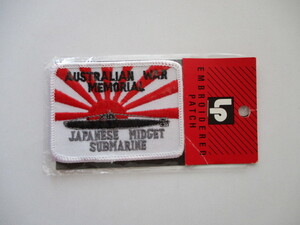 AUSTRALIAN WAR
MEMORIAL
JAPANESE MIDGET
SUBMARINE
EMBROIDERED
PATCH